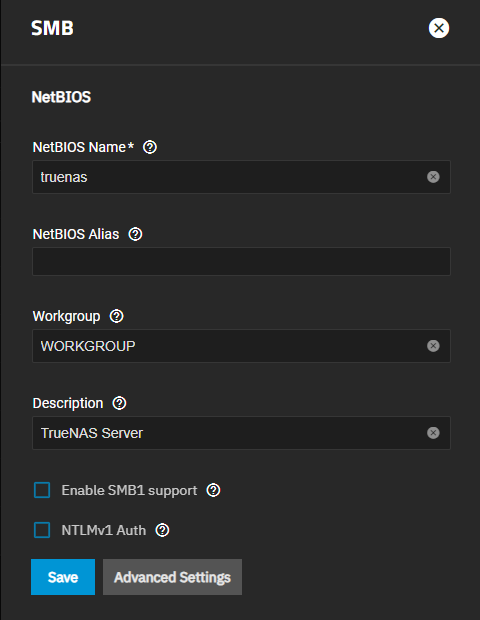 SMB
NetBIOS
NetBIOS Name*
truenas
NetBIOS Alias
Workgroup
WORKGROUP
Description
TrueNAS Server
Enable SMB1 support
NTLMv1 Auth
Save Advanced Settings